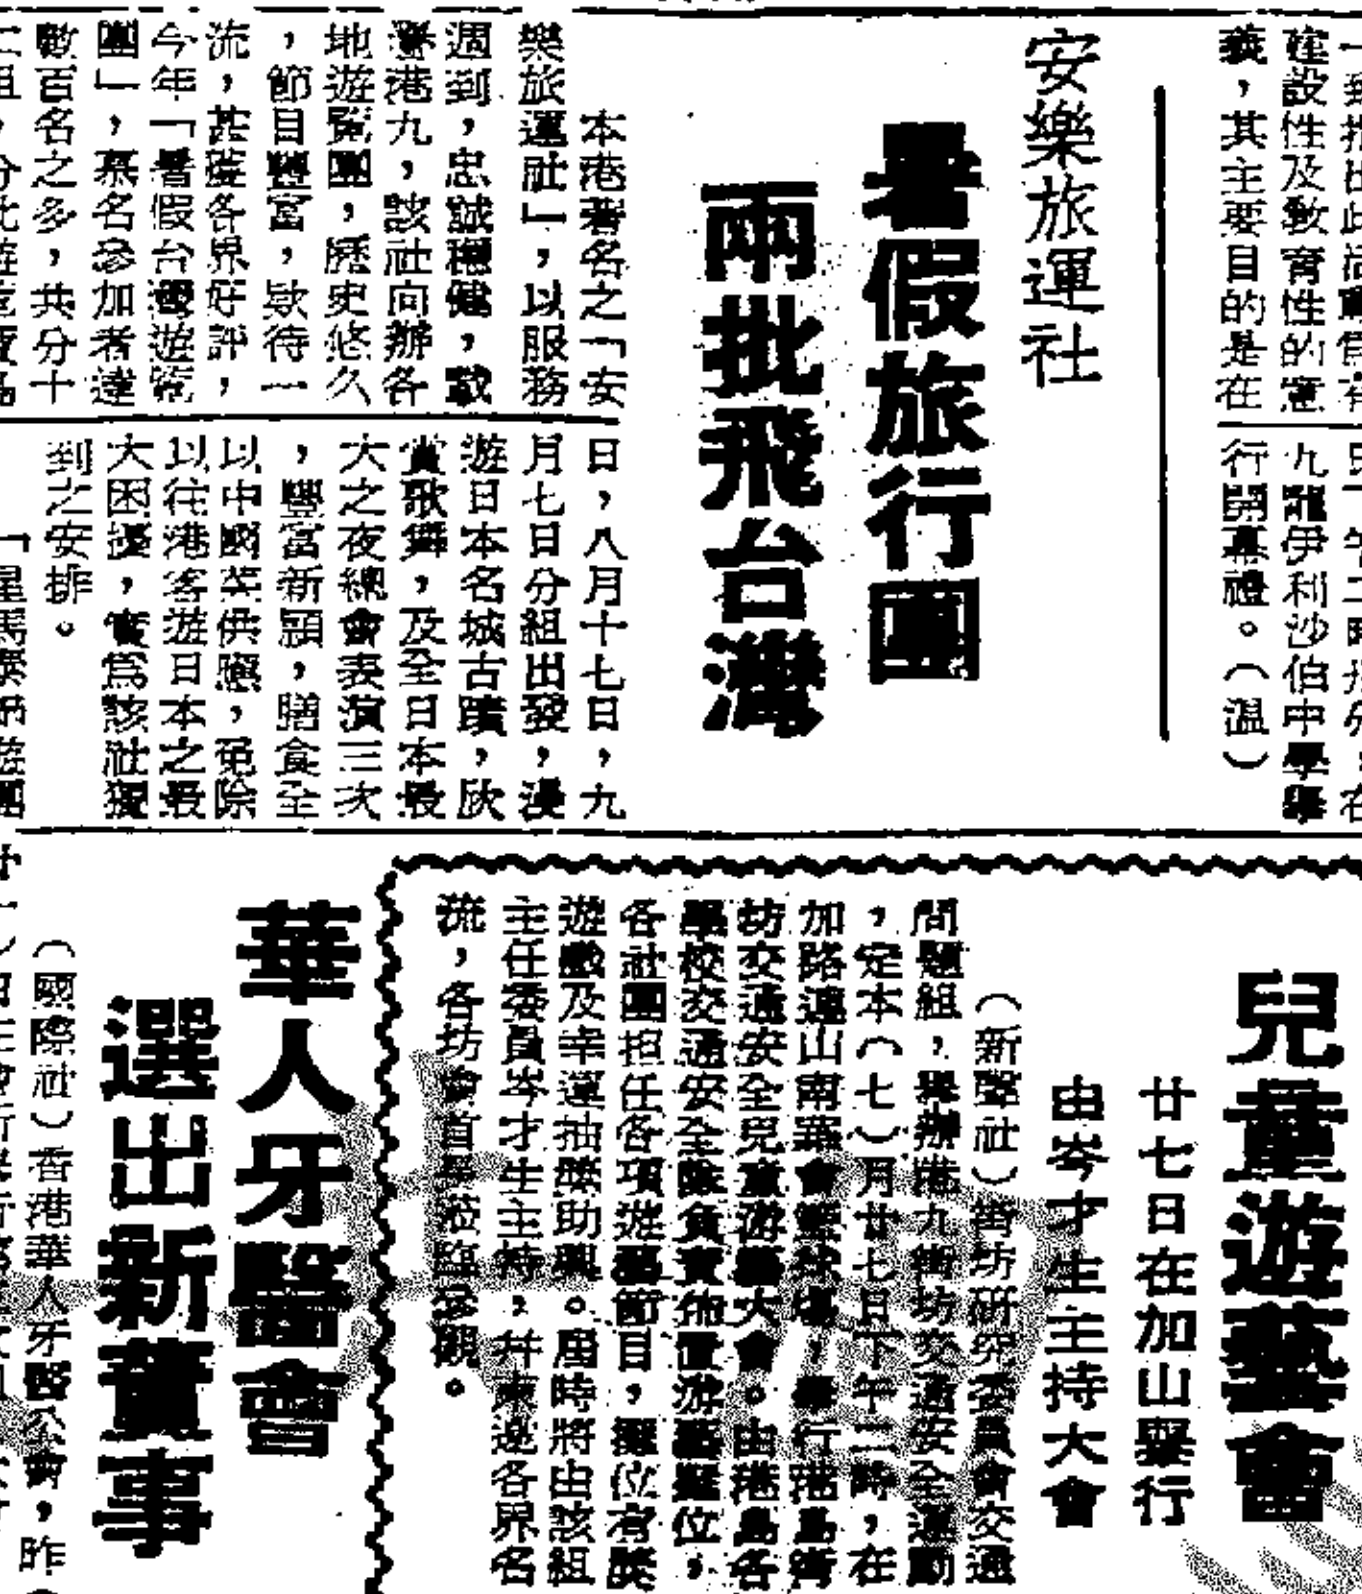 建設性及教育性的意
義，其主要目的是在
九龍伊利沙伯中學舉
行開幕禮。（溫）
安樂旅運社
暑假旅行團
兩批飛台灣
本港著名之「安
樂旅運社」，以服務
週到，忠誠穩健，載
譽港九，該社向辦各
地遊覽團，歷史悠久
，節目豐富，欵待一
流，甚獲各界好評，
今年「暑假台灣遊覽
團」，慕名參加者達
數百名之多，共分十
日，八月十七日，九
月七日分組出發，漫
遊日本名城古蹟，欣
賞歌舞，及全日本最
大之夜總會表演三次
，豐富新頴，膳食全
以中國菜供應，免除
以往港客遊日本之最
大困擾，實爲該社獨
到之安排。
兒童遊藝會
廿七日在加山舉行
由岑才生主持大會
（新聲社）街坊研究委員會交通
問題組，舉辦港九街坊交通安全運動
，定本（七）月廿七日下午二時，在
加路連山南華會籃球場，舉行港島街
坊交通安全兒童遊藝大會。由港島各
學校交通安全隊負責佈置游藝攤位，
各社團担任各項遊藝節目，攤位有獎
遊戲及幸運抽獎助興。屆時將由該組
主任委員岑才生主持，幷柬邀各界名
流，各坊會首長蒞臨參觀。
華人牙醫會
選出新董事
（國際社）香港華人牙醫公會，昨